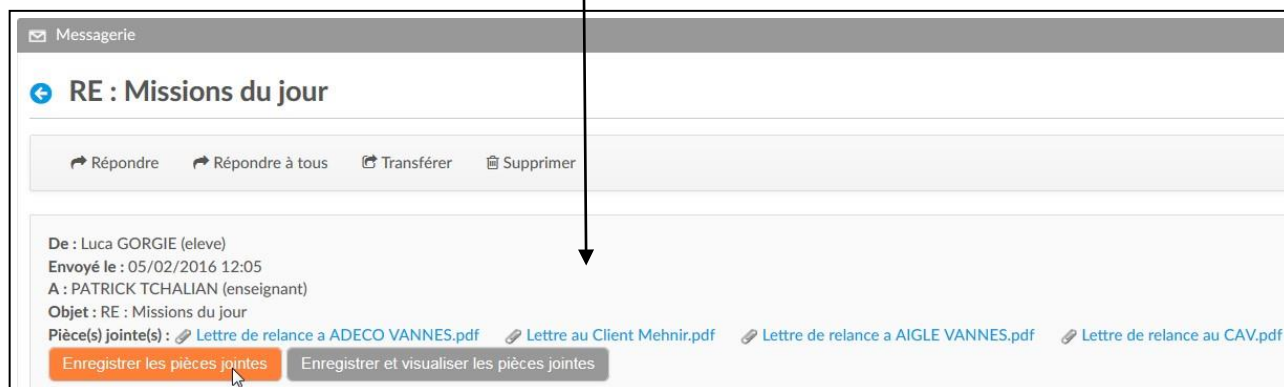 Messagerie
RE : Missions du jour
Répondre Répondre à tous Transférer Supprimer
De : Luca GORGIE (eleve)
Envoyé le : 05/02/2016 12:05
A : PATRICK TCHALIAN (enseignant)
Objet : RE : Missions du jour
Pièce(s) jointe(s) : Lettre de relance a ADECO VANNES.pdf Lettre au Client Mehnir.pdf Lettre de relance a AIGLE VANNES.pdf Lettre de relance au CAV.pdf
Enregistrer les pièces jointes Enregistrer et visualiser les pièces jointes